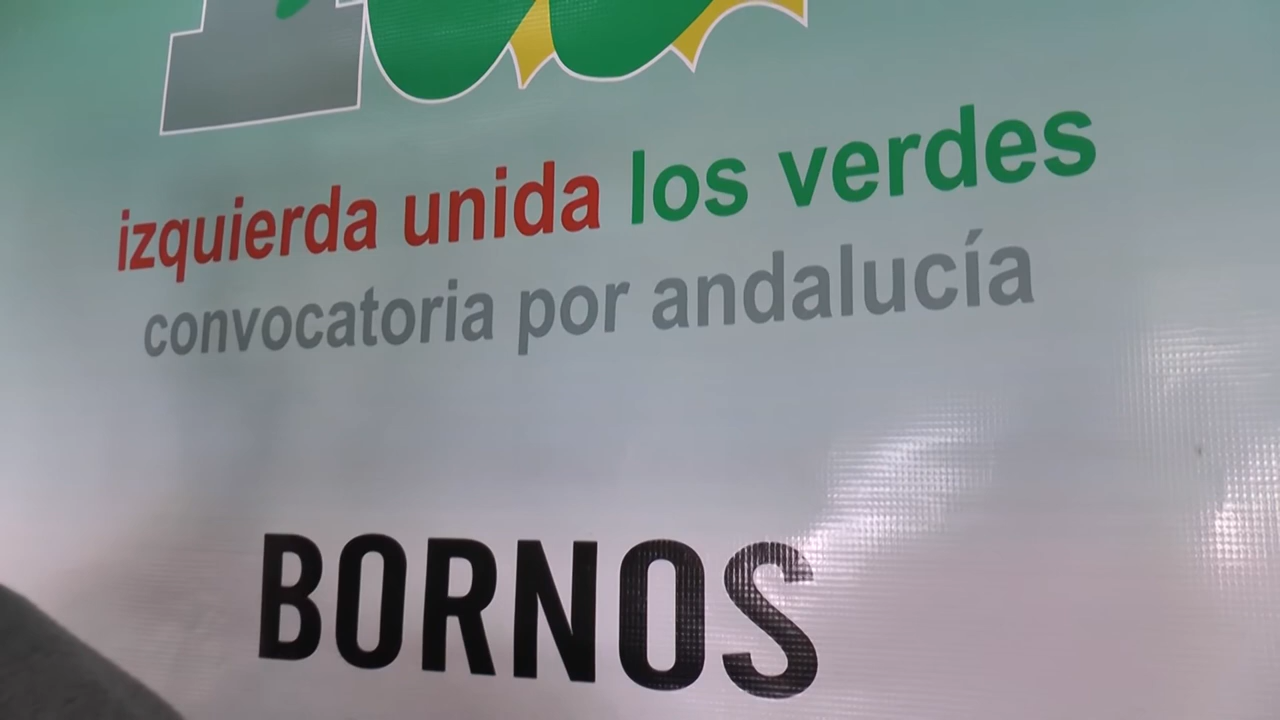 izquierda unida los verdes
convocatoria por andalucía
BORNOS